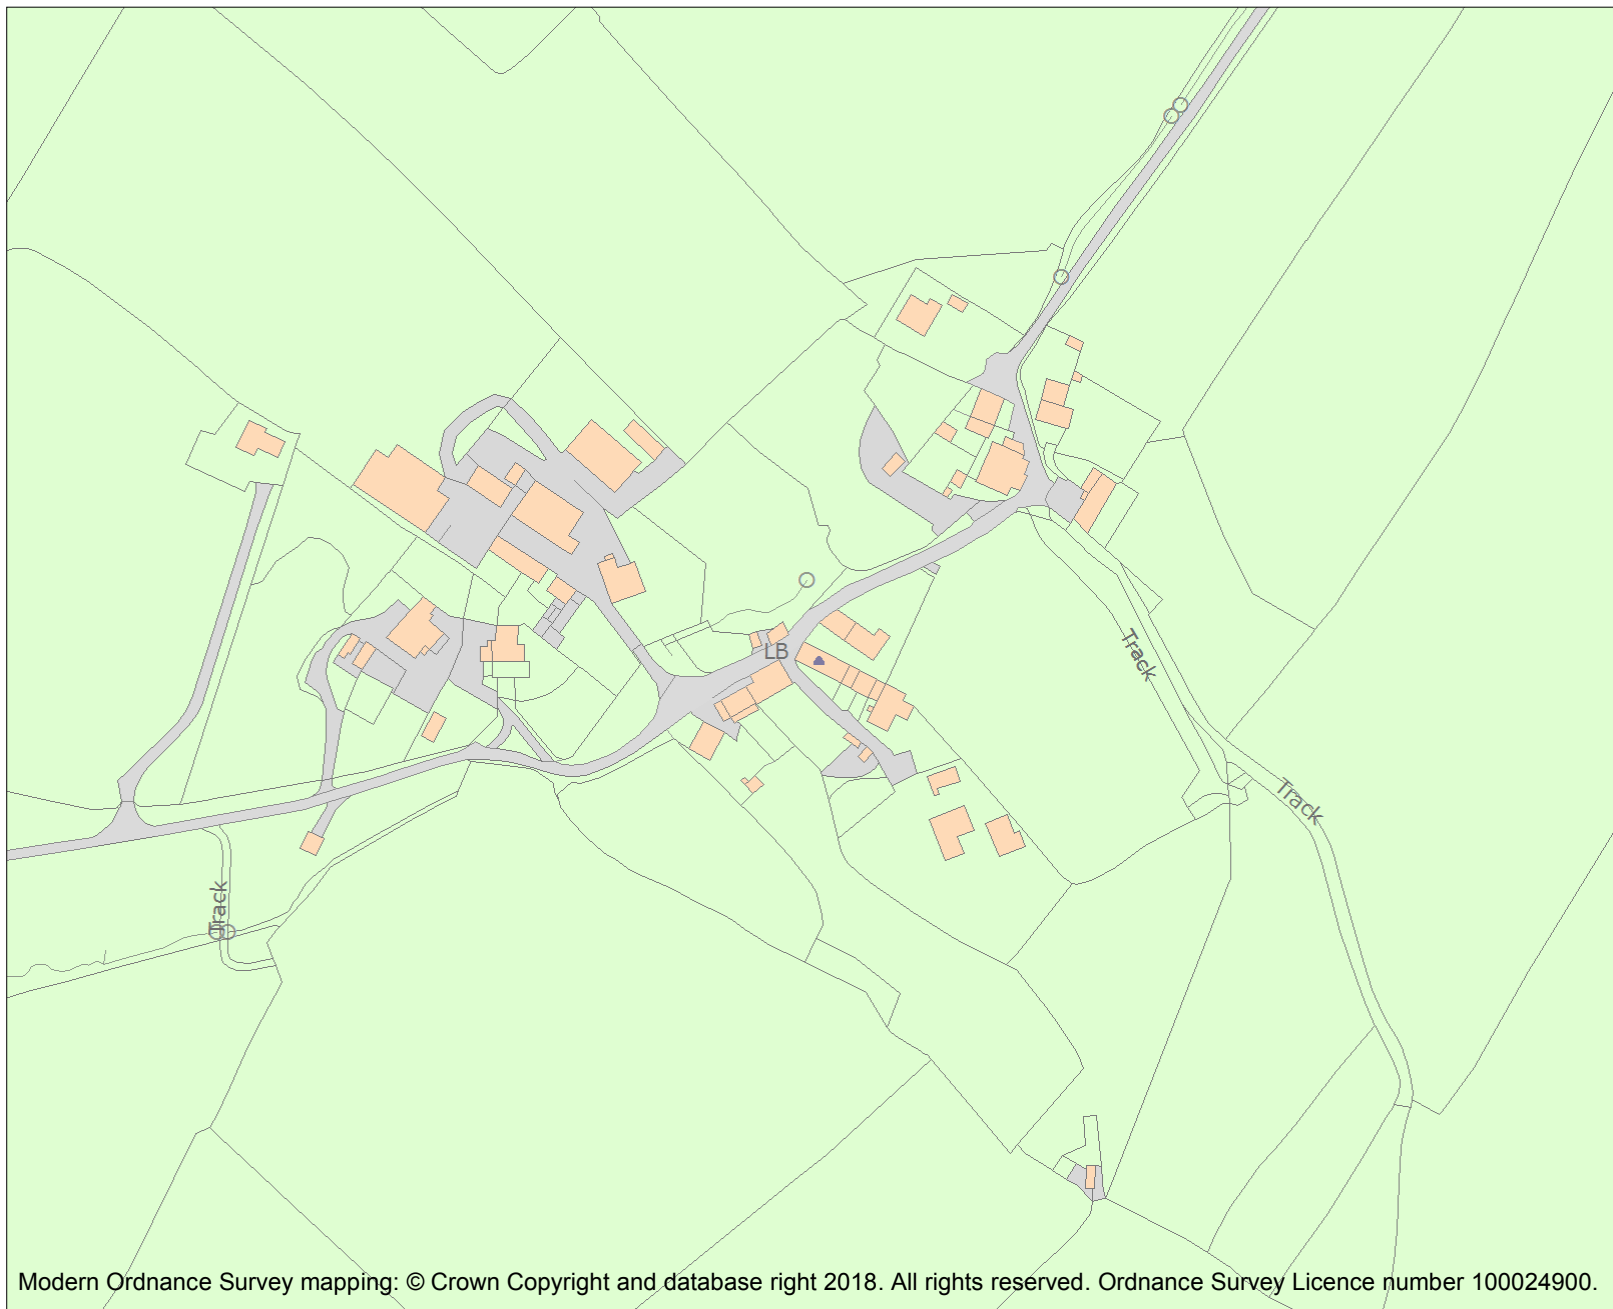 LB
Track
Track
Track
Modern Ordnance Survey mapping: © Crown Copyright and database right 2018. All rights reserved. Ordnance Survey Licence number 100024900.